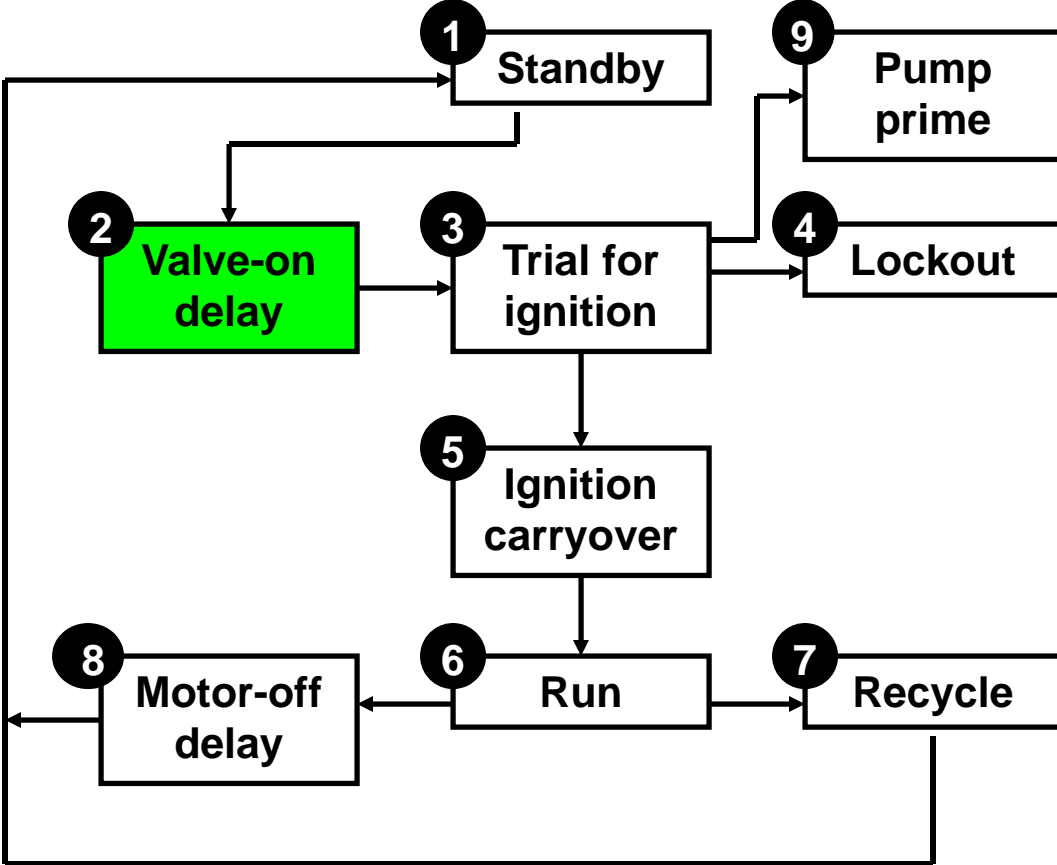 1
Standby
9
Pump
prime
2
Valve-on
delay
3
Trial for
ignition
4
Lockout
5
Ignition
carryover
8
Motor-off
delay
6
Run
7
Recycle